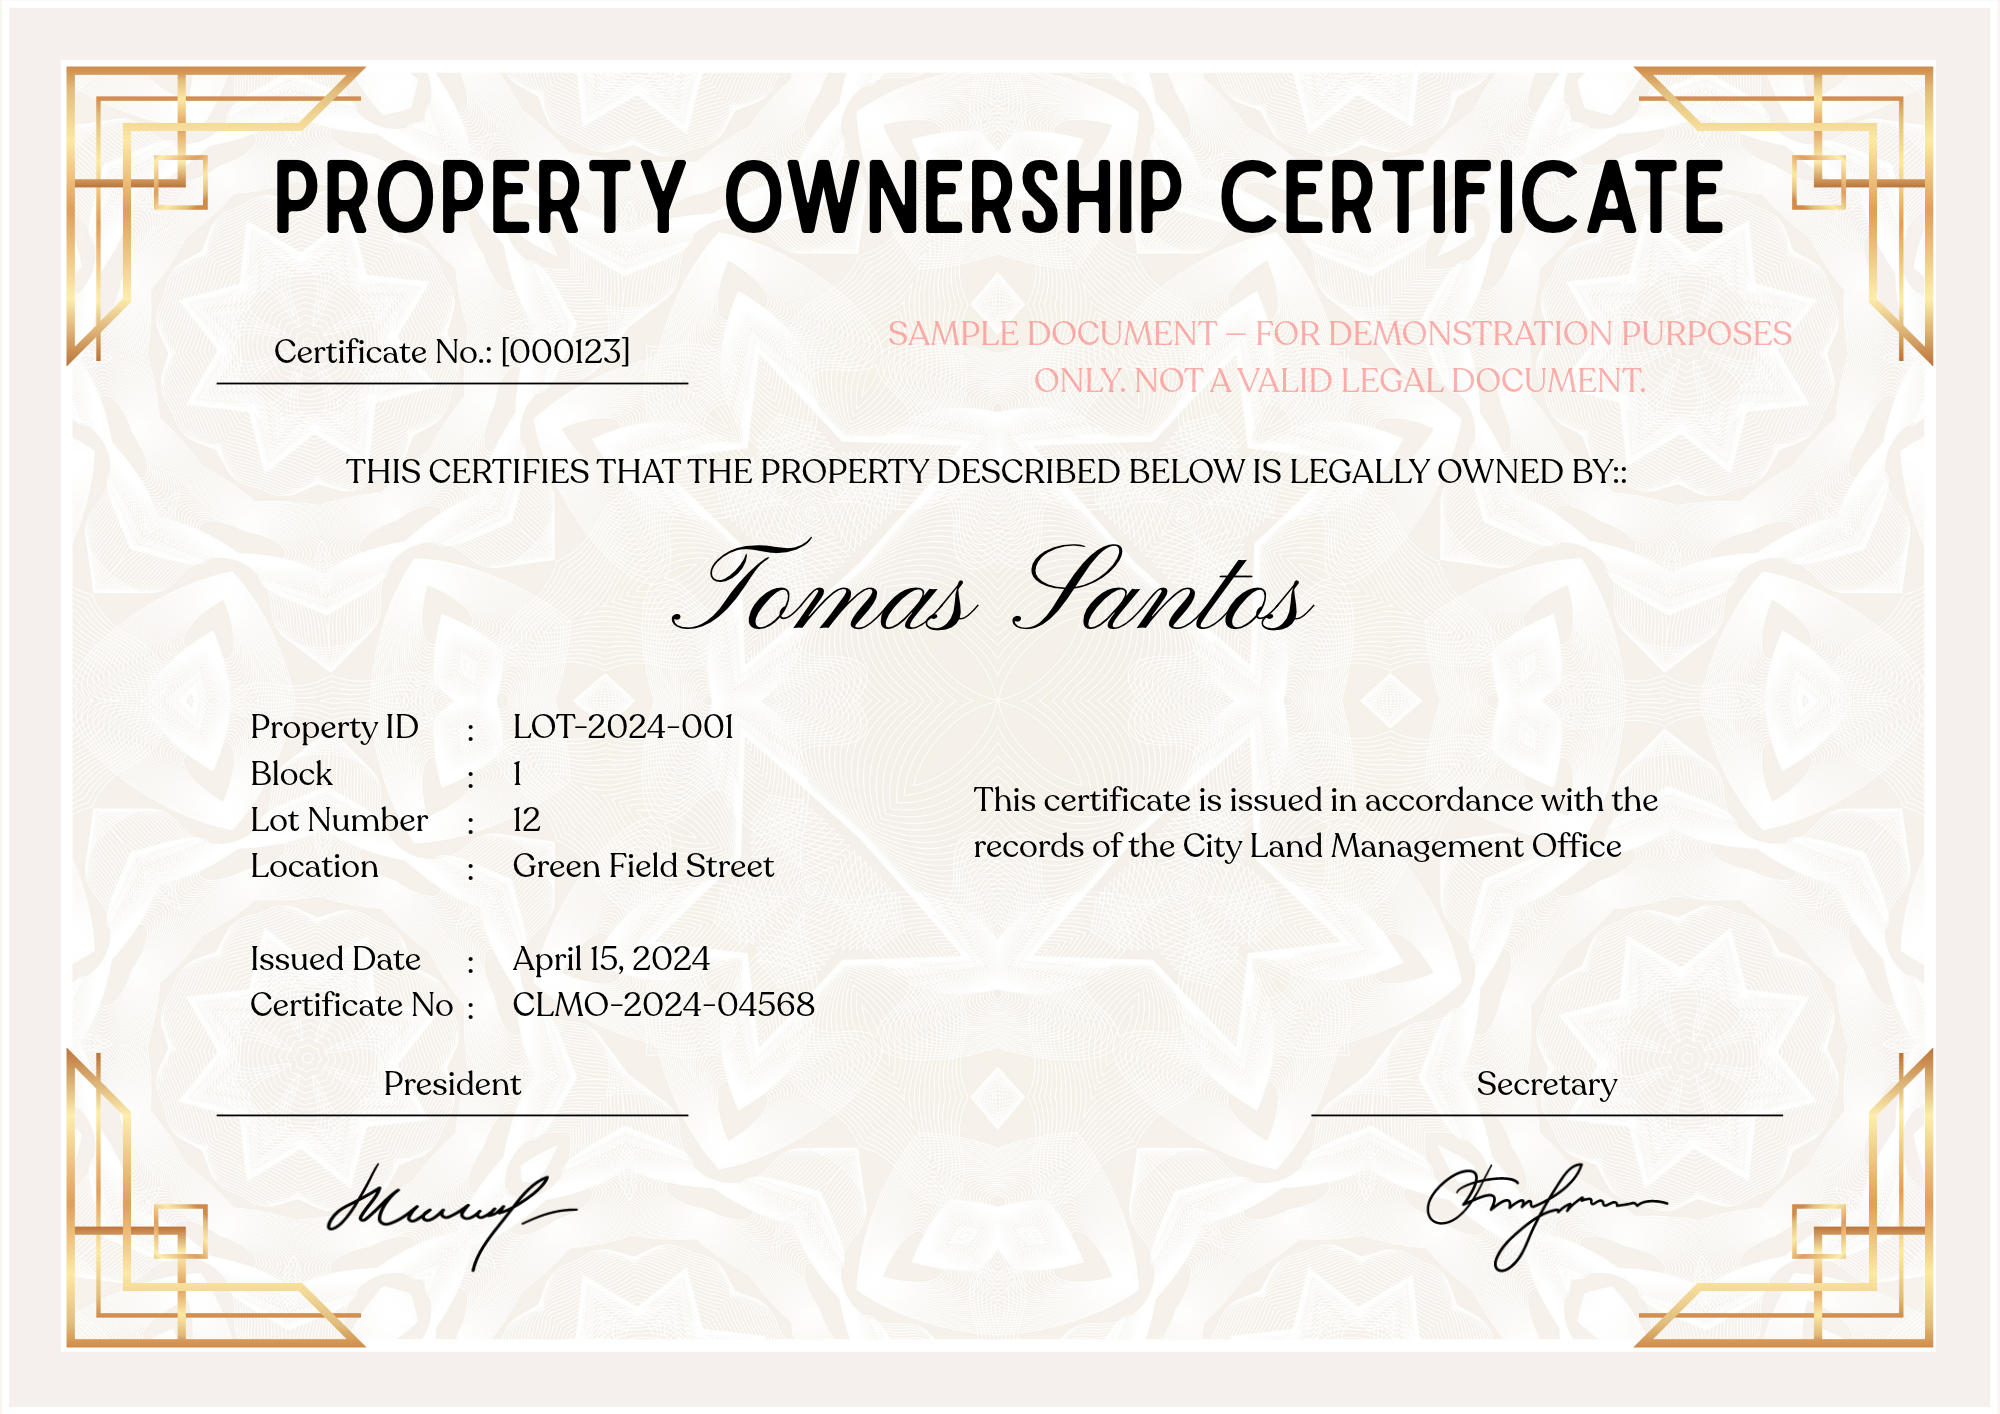 PROPERTY OWNERSHIP CERTIFICATE
Certificate No.: [000123]
SAMPLE DOCUMENT – FOR DEMONSTRATION PURPOSES
ONLY. NOT A VALID LEGAL DOCUMENT.
THIS CERTIFIES THAT THE PROPERTY DESCRIBED BELOW IS LEGALLY OWNED BY::
Tomas Santos
Property ID : LOT-2024-001
Block : 1
Lot Number : 12
Location : Green Field Street
This certificate is issued in accordance with the
records of the City Land Management Office
Issued Date : April 15, 2024
Certificate No : CLMO-2024-04568
President
Secretary